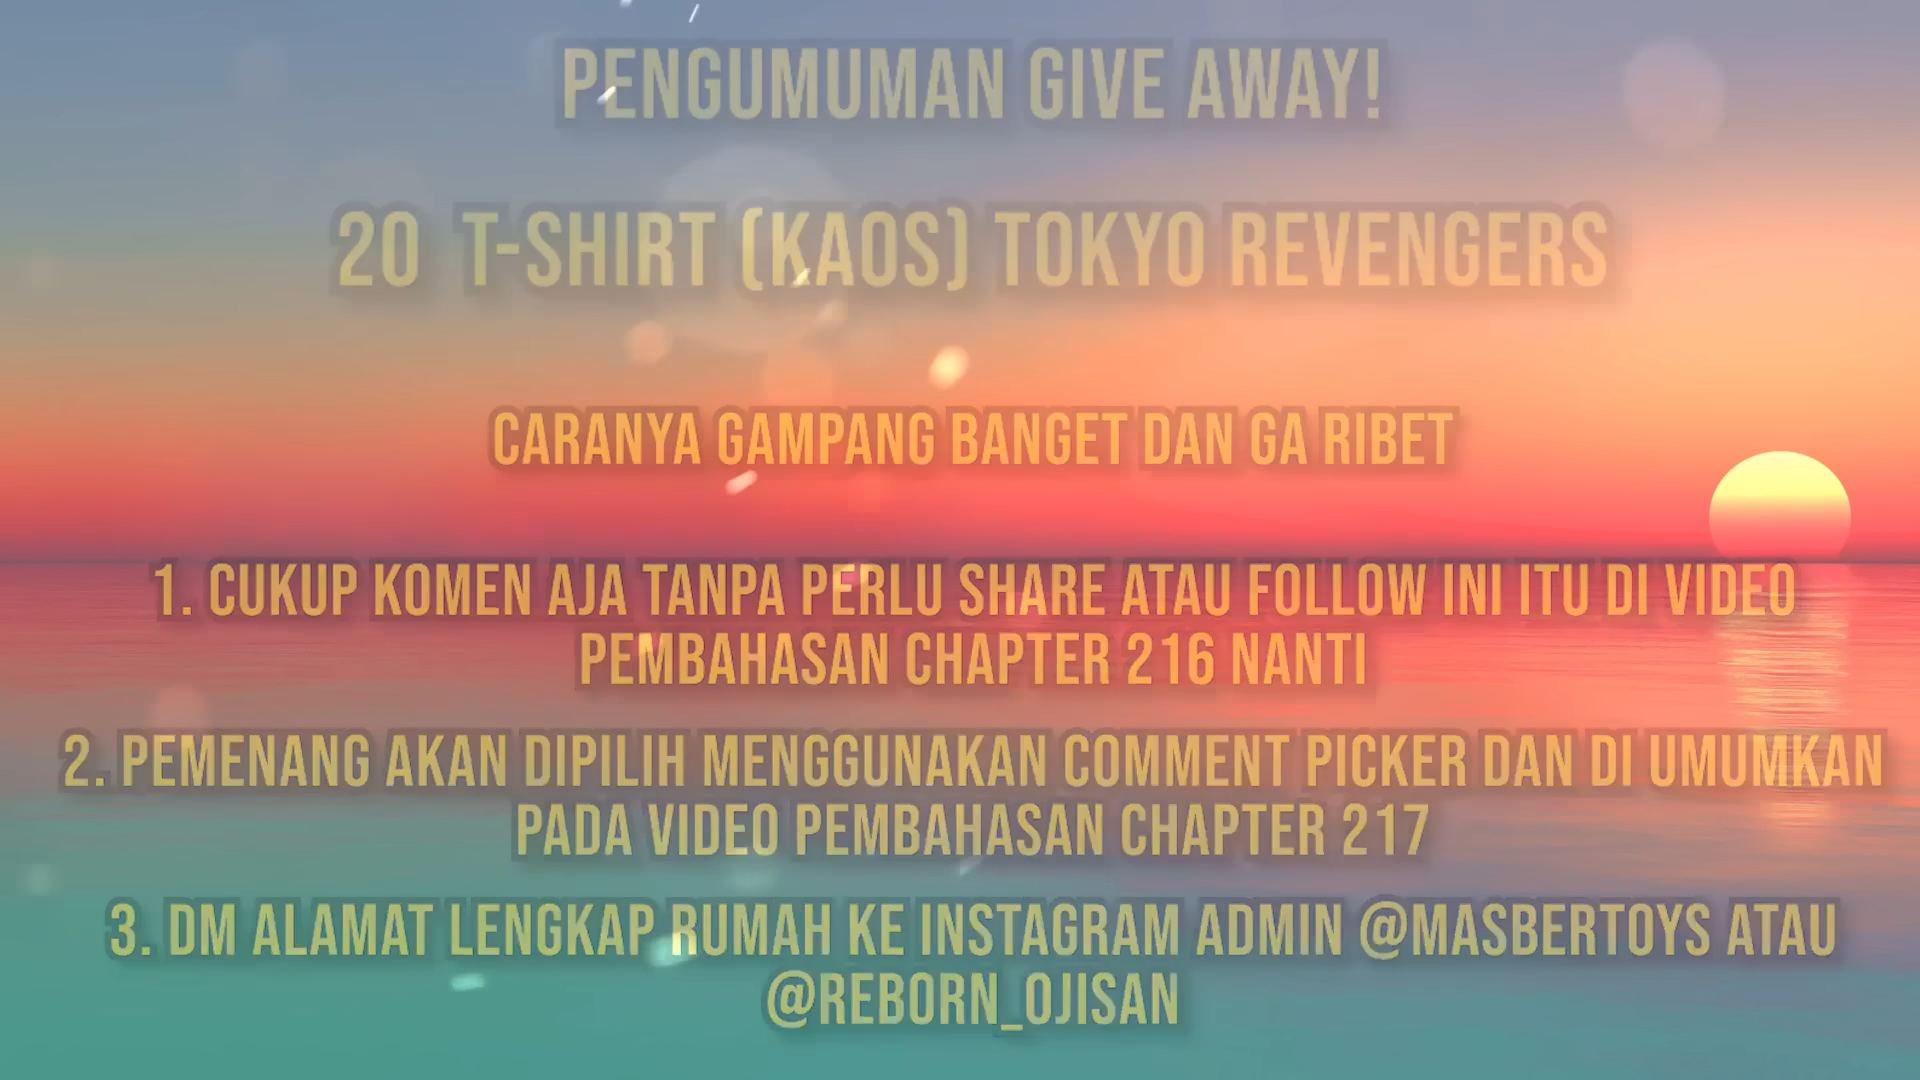 PENGUMUMAN GIVE AWAY!
20 T-SHIRT (KAOS) TOKYO REVENGERS
CARANYA GAMPANG BANGET DAN GA RIBET
1. CUKUP KOMEN AJA TANPA PERLU SHARE ATAU FOLLOW INI ITU DI VIDEO
PEMBAHASAN CHAPTER 216 NANTI
2. PEMENANG AKAN DIPILIH MENGGUNAKAN COMMENT PICKER DAN DI UMUMKAN
PADA VIDEO PEMBAHASAN CHAPTER 217
3. DM ALAMAT LENGKAP RUMAH KE INSTAGRAM ADMIN @MASBERTOYS ATAU
@REBORN_OJISAN